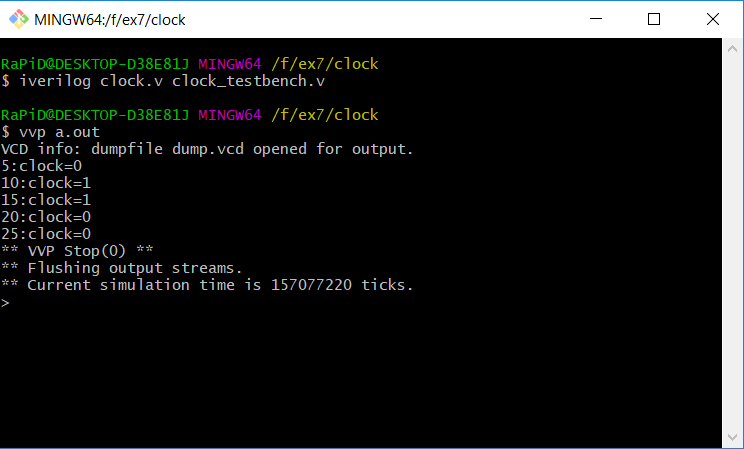 MINGW64:/f/ex7/clock
RaPiD@DESKTOP-D38E81J MINGW64 /f/ex7/clock
$ iverilog clock.v clock_testbench.v
RaPiD@DESKTOP-D38E81J MINGW64 /f/ex7/clock
$ vvp a.out
VCD info: dumpfile dump.vcd opened for output.
5:clock=0
10:clock=1
15:clock=1
20:clock=0
25:clock=0
** VVP Stop(0) **
** Flushing output streams.
** Current simulation time is 157077220 ticks.
>